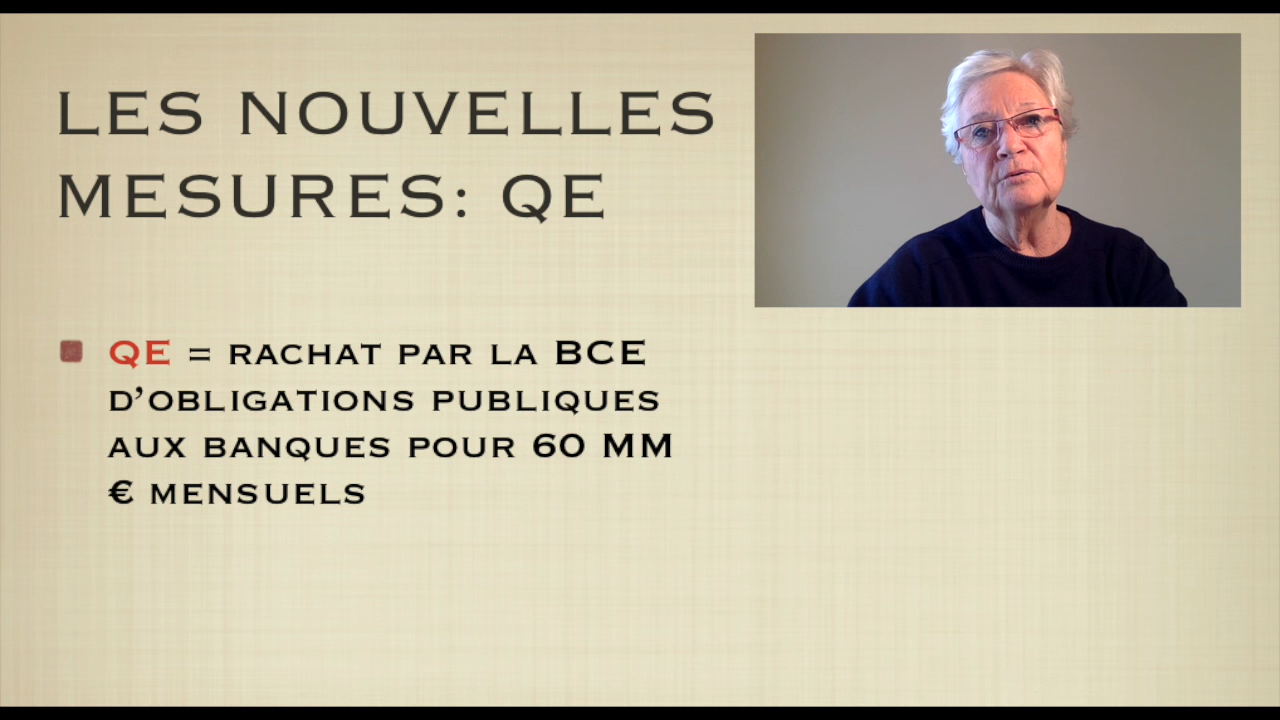 LES NOUVELLES
MESURES: QE
QE = RACHAT PAR LA BCE
D’OBLIGATIONS PUBLIQUES
AUX BANQUES POUR 60 MM
€ MENSUELS